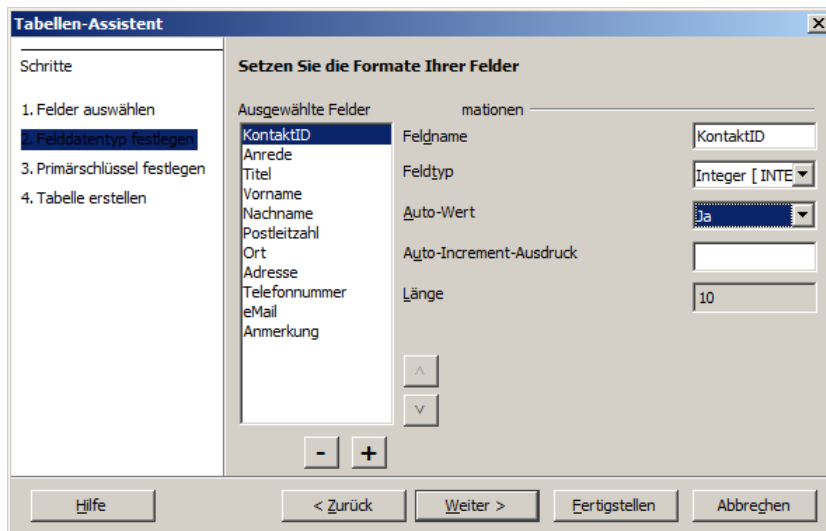 Tabellen-Assistent
Schritte
1. Felder auswählen
2. Felddatentyp festlegen
3. Primärschlüssel festlegen
4. Tabelle erstellen
Setzen Sie die Formate Ihrer Felder
Ausgewählte Felder
KontaktID
Anrede
Titel
Vorname
Nachname
Postleitzahl
Ort
Adresse
Telefonnummer
eMail
Anmerkung
- +
mationen
Feldname KontaktID
Feldtyp Integer [ INTE
Auto-Wert Ja
Auto-Increment-Ausdruck
Länge 10
Hilfe < Zurück Weiter > Fertigstellen Abbrechen